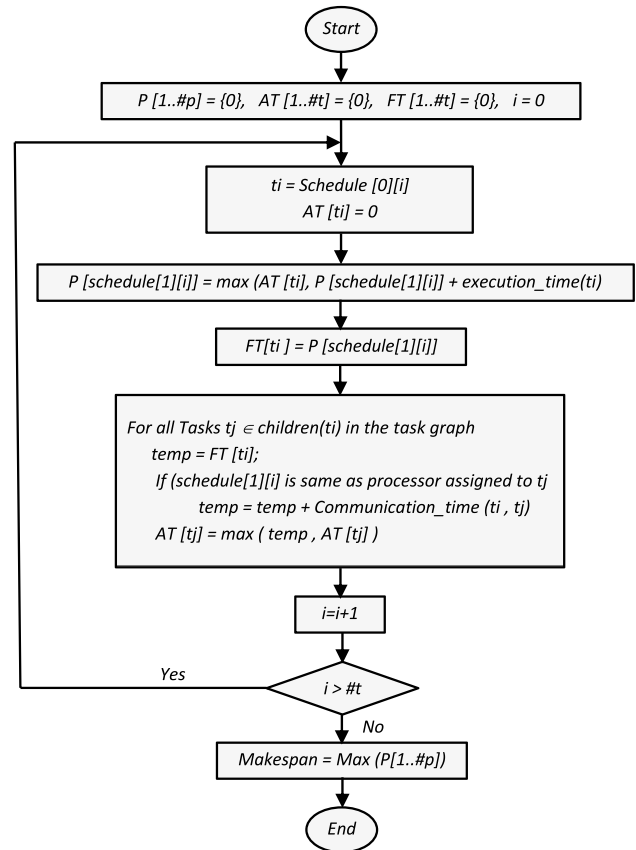 Start
P [1..#p] = {0}, AT [1..#t] = {0}, FT [1..#t] = {0}, i = 0
ti = Schedule [0][i]
AT [ti] = 0
P [schedule[1][i]] = max (AT [ti], P [schedule[1][i]] + execution_time(ti)
FT[ti ] = P [schedule[1][i]]
For all Tasks tj ∈ children(ti) in the task graph
temp = FT [ti];
If (schedule[1][i] is same as processor assigned to tj
temp = temp + Communication_time (ti , tj)
AT [tj] = max ( temp , AT [tj] )
i=i+1
Yes
i > #t
No
Makespan = Max (P[1..#p])
End